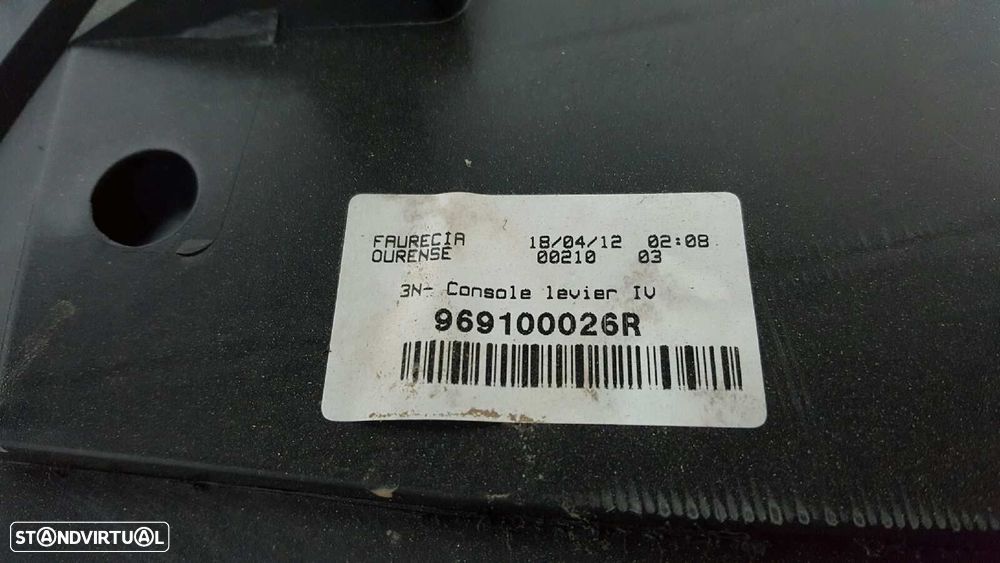 FAURECIA 18/04/12 02:08
OURENSE 00210 03
3N- Console levier IV
969100026R
STANDVIRTUAL